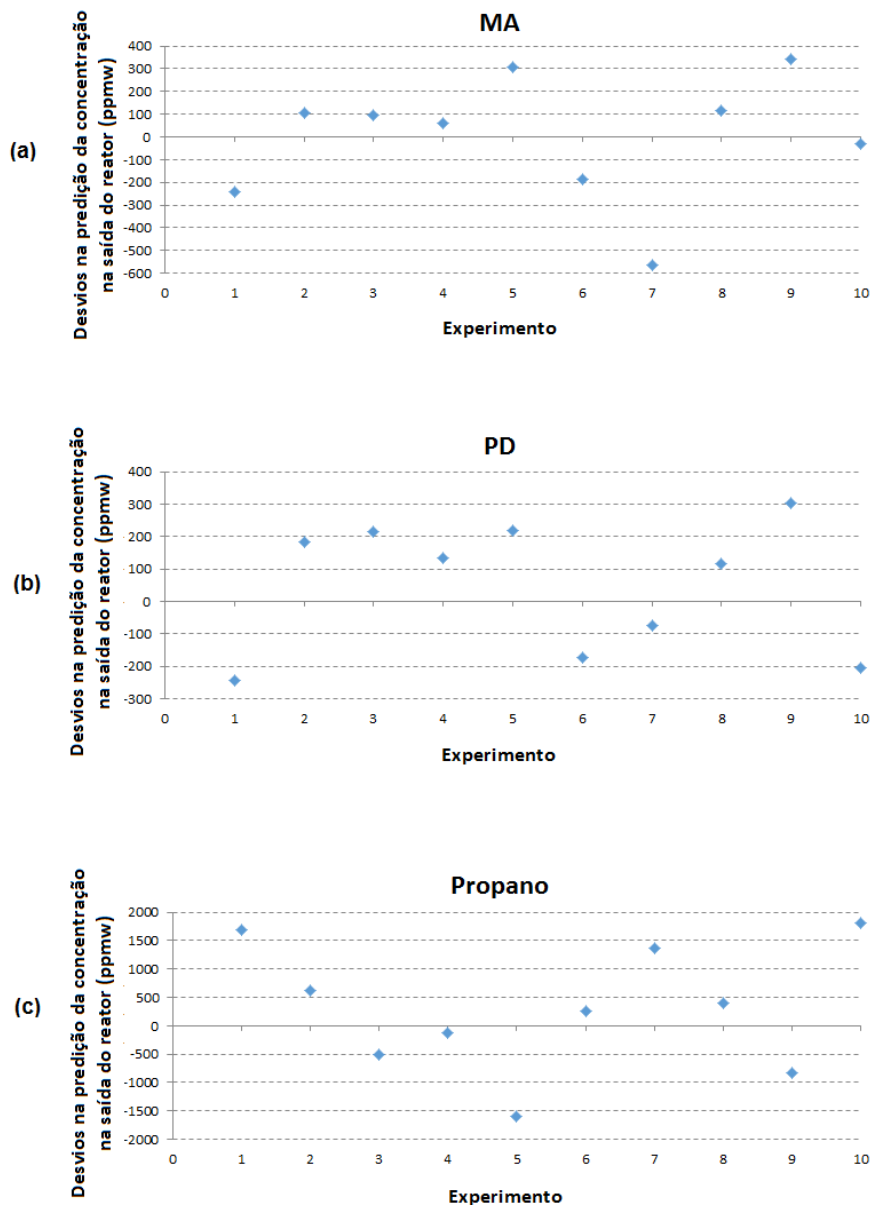 MA
(a)
Desvios na predição da concentração
na saída do reator (ppmw)
400
300
200
100
0
-100
-200
-300
-400
-500
-600
0 1 2 3 4 5 6 7 8 9 10
Experimento
PD
(b)
Desvios na predição da concentração
na saída do reator (ppmw)
400
300
200
100
0
-100
-200
-300
0 1 2 3 4 5 6 7 8 9 10
Experimento
Propano
(c)
Desvios na predição da concentração
na saída do reator (ppmw)
2000
1500
1000
500
0
-500
-1000
-1500
-2000
0 1 2 3 4 5 6 7 8 9 10
Experimento